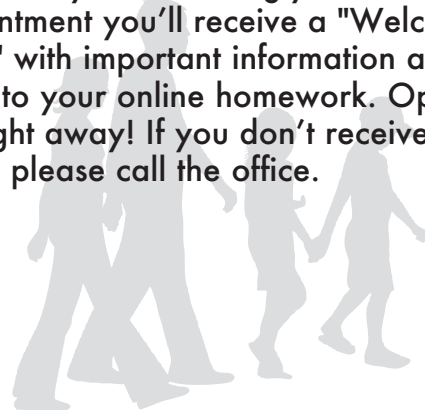 ntment you'll receive a "Welc
with important information a
to your online homework. Op
ght away! If you don't receive
please call the office.